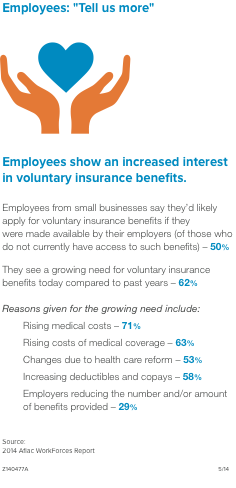 Employees: "Tell us more"
Employees show an increased interest
in voluntary insurance benefits.
Employees from small businesses say they'd likely
apply for voluntary insurance benefits if they
were made available by their employers (of those who
do not currently have access to such benefits) – 50%
They see a growing need for voluntary insurance
benefits today compared to past years – 62%
Reasons given for the growing need include:
Rising medical costs – 71%
Rising costs of medical coverage – 63%
Changes due to health care reform – 53%
Increasing deductibles and copays – 58%
Employers reducing the number and/or amount
of benefits provided – 29%
Source:
2014 Aflac WorkForces Report
Z140477A 5/14